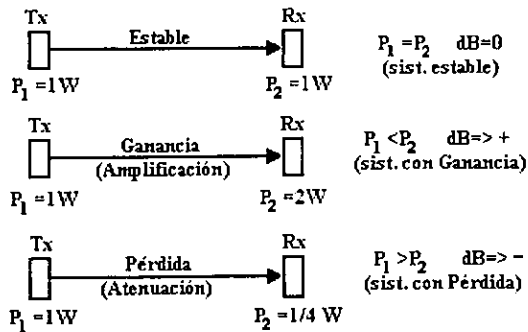 Tx Rx
Estable
P1 =P2 dB=0
(sist. estable)
P1 =1W P2 =1W
Tx Rx
Ganancia
(Amplificación)
P1 <P2 dB=> +
(sist. con Ganancia)
P1 =1W P2 =2W
Tx Rx
Pérdida
(Atenuación)
P1 >P2 dB=> -
(sist. con Pérdida)
P1 =1W P2 =1/4 W